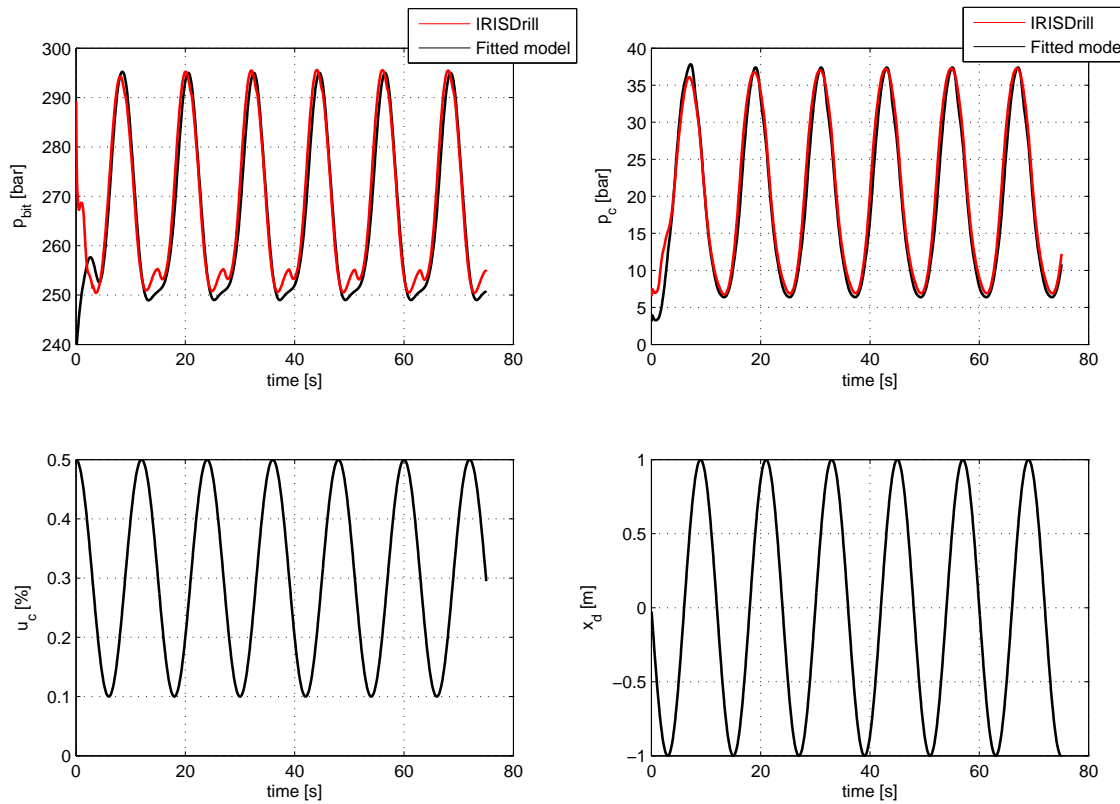 IRISDrill
Fitted model
300
290
280
270
260
250
240
p_bit [bar]
0 20 40 60 80
time [s]
IRISDrill
Fitted model
40
35
30
25
20
15
10
5
0
p_c [bar]
0 20 40 60 80
time [s]
0.5
0.4
0.3
0.2
0.1
0
u_c [%]
0 20 40 60 80
time [s]
1
0.5
0
−0.5
−1
x_d [m]
0 20 40 60 80
time [s]